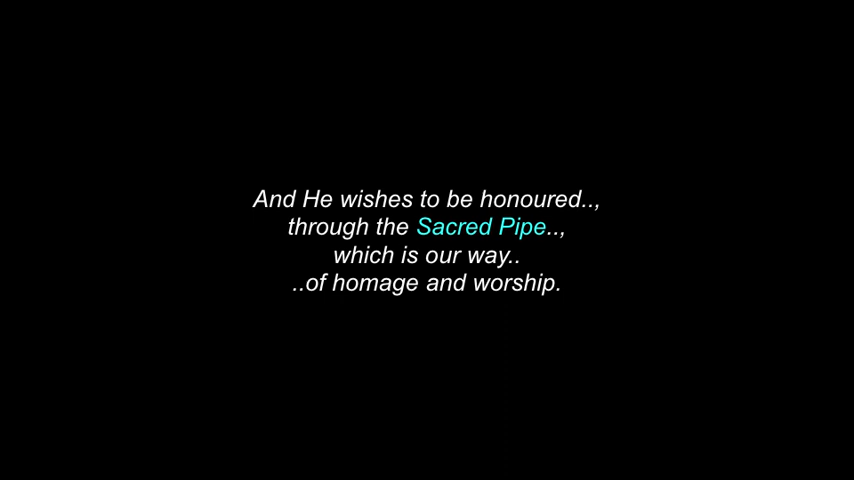 And He wishes to be honoured..,
through the Sacred Pipe..,
which is our way..
..of homage and worship.